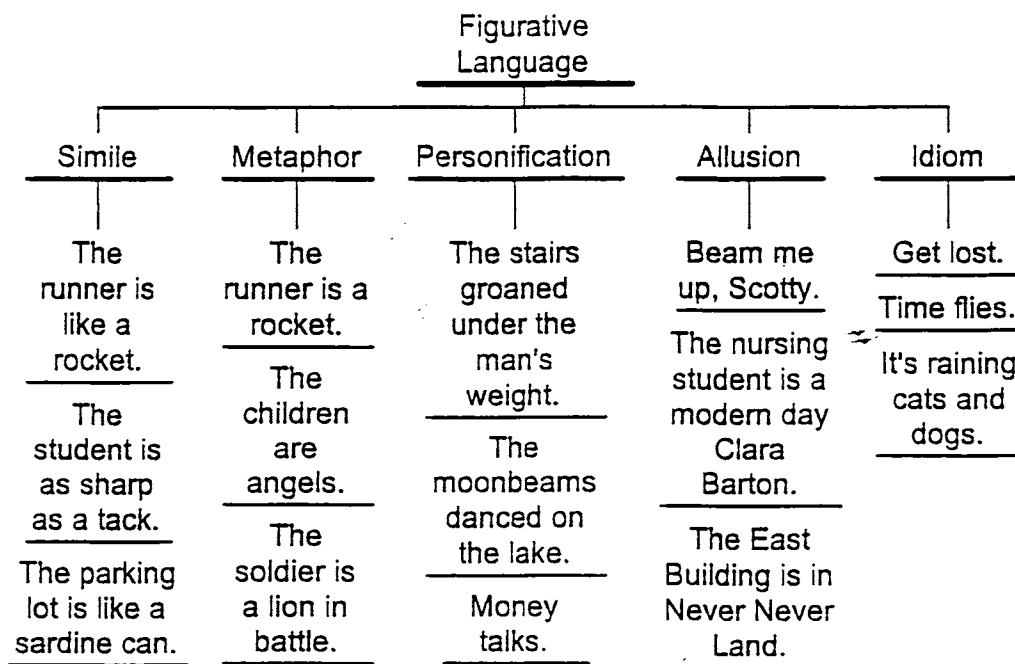 Figurative
Language
Simile
Metaphor
Personification
Allusion
Idiom
The
runner is
like a
rocket.
The
student is
as sharp
as a tack.
The parking
lot is like a
sardine can.
The
runner is a
rocket.
The
children
are
angels.
The
soldier is
a lion in
battle.
The stairs
groaned
under the
man's
weight.
The
moonbeams
danced on
the lake.
Money
talks.
Beam me
up, Scotty.
The nursing
student is a
modern day
Clara
Barton.
The East
Building is in
Never Never
Land.
Get lost.
Time flies.
It's raining
cats and
dogs.